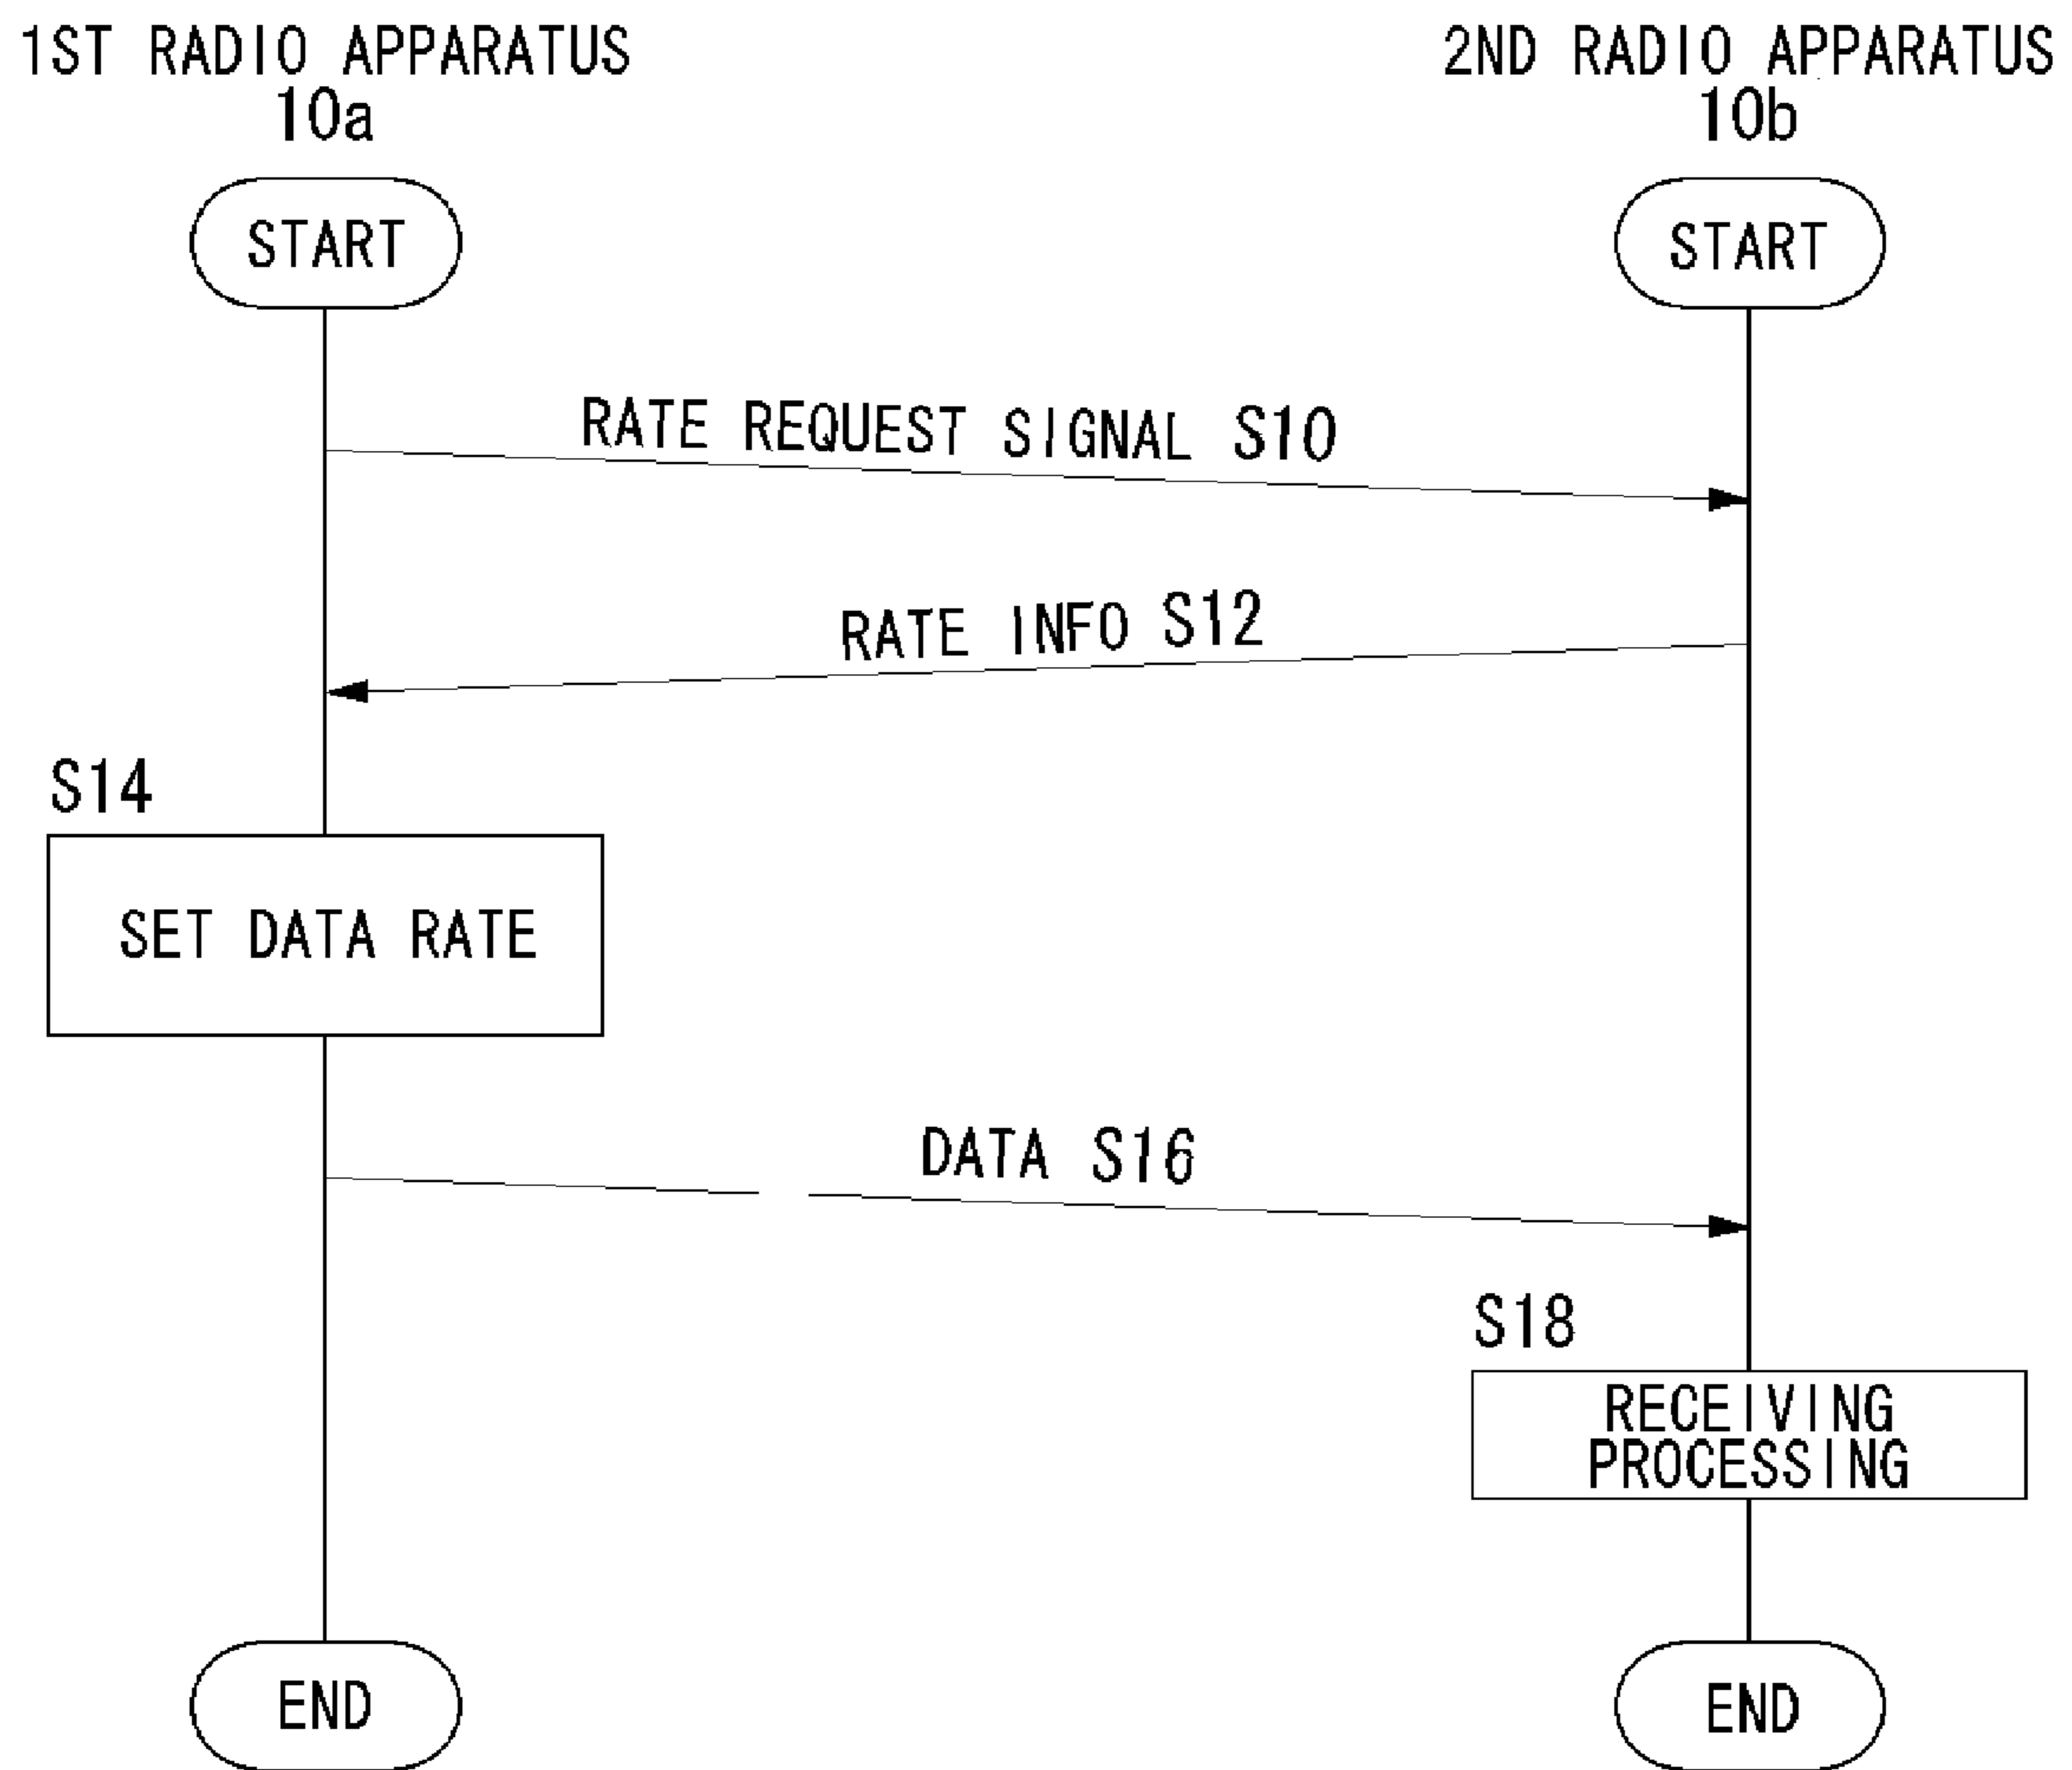 1ST RADIO APPARATUS
10a
2ND RADIO APPARATUS
10b
START
START
RATE REQUEST SIGNAL S10
RATE INFO S12
S14
SET DATA RATE
DATA S16
S18
RECEIVING
PROCESSING
END
END